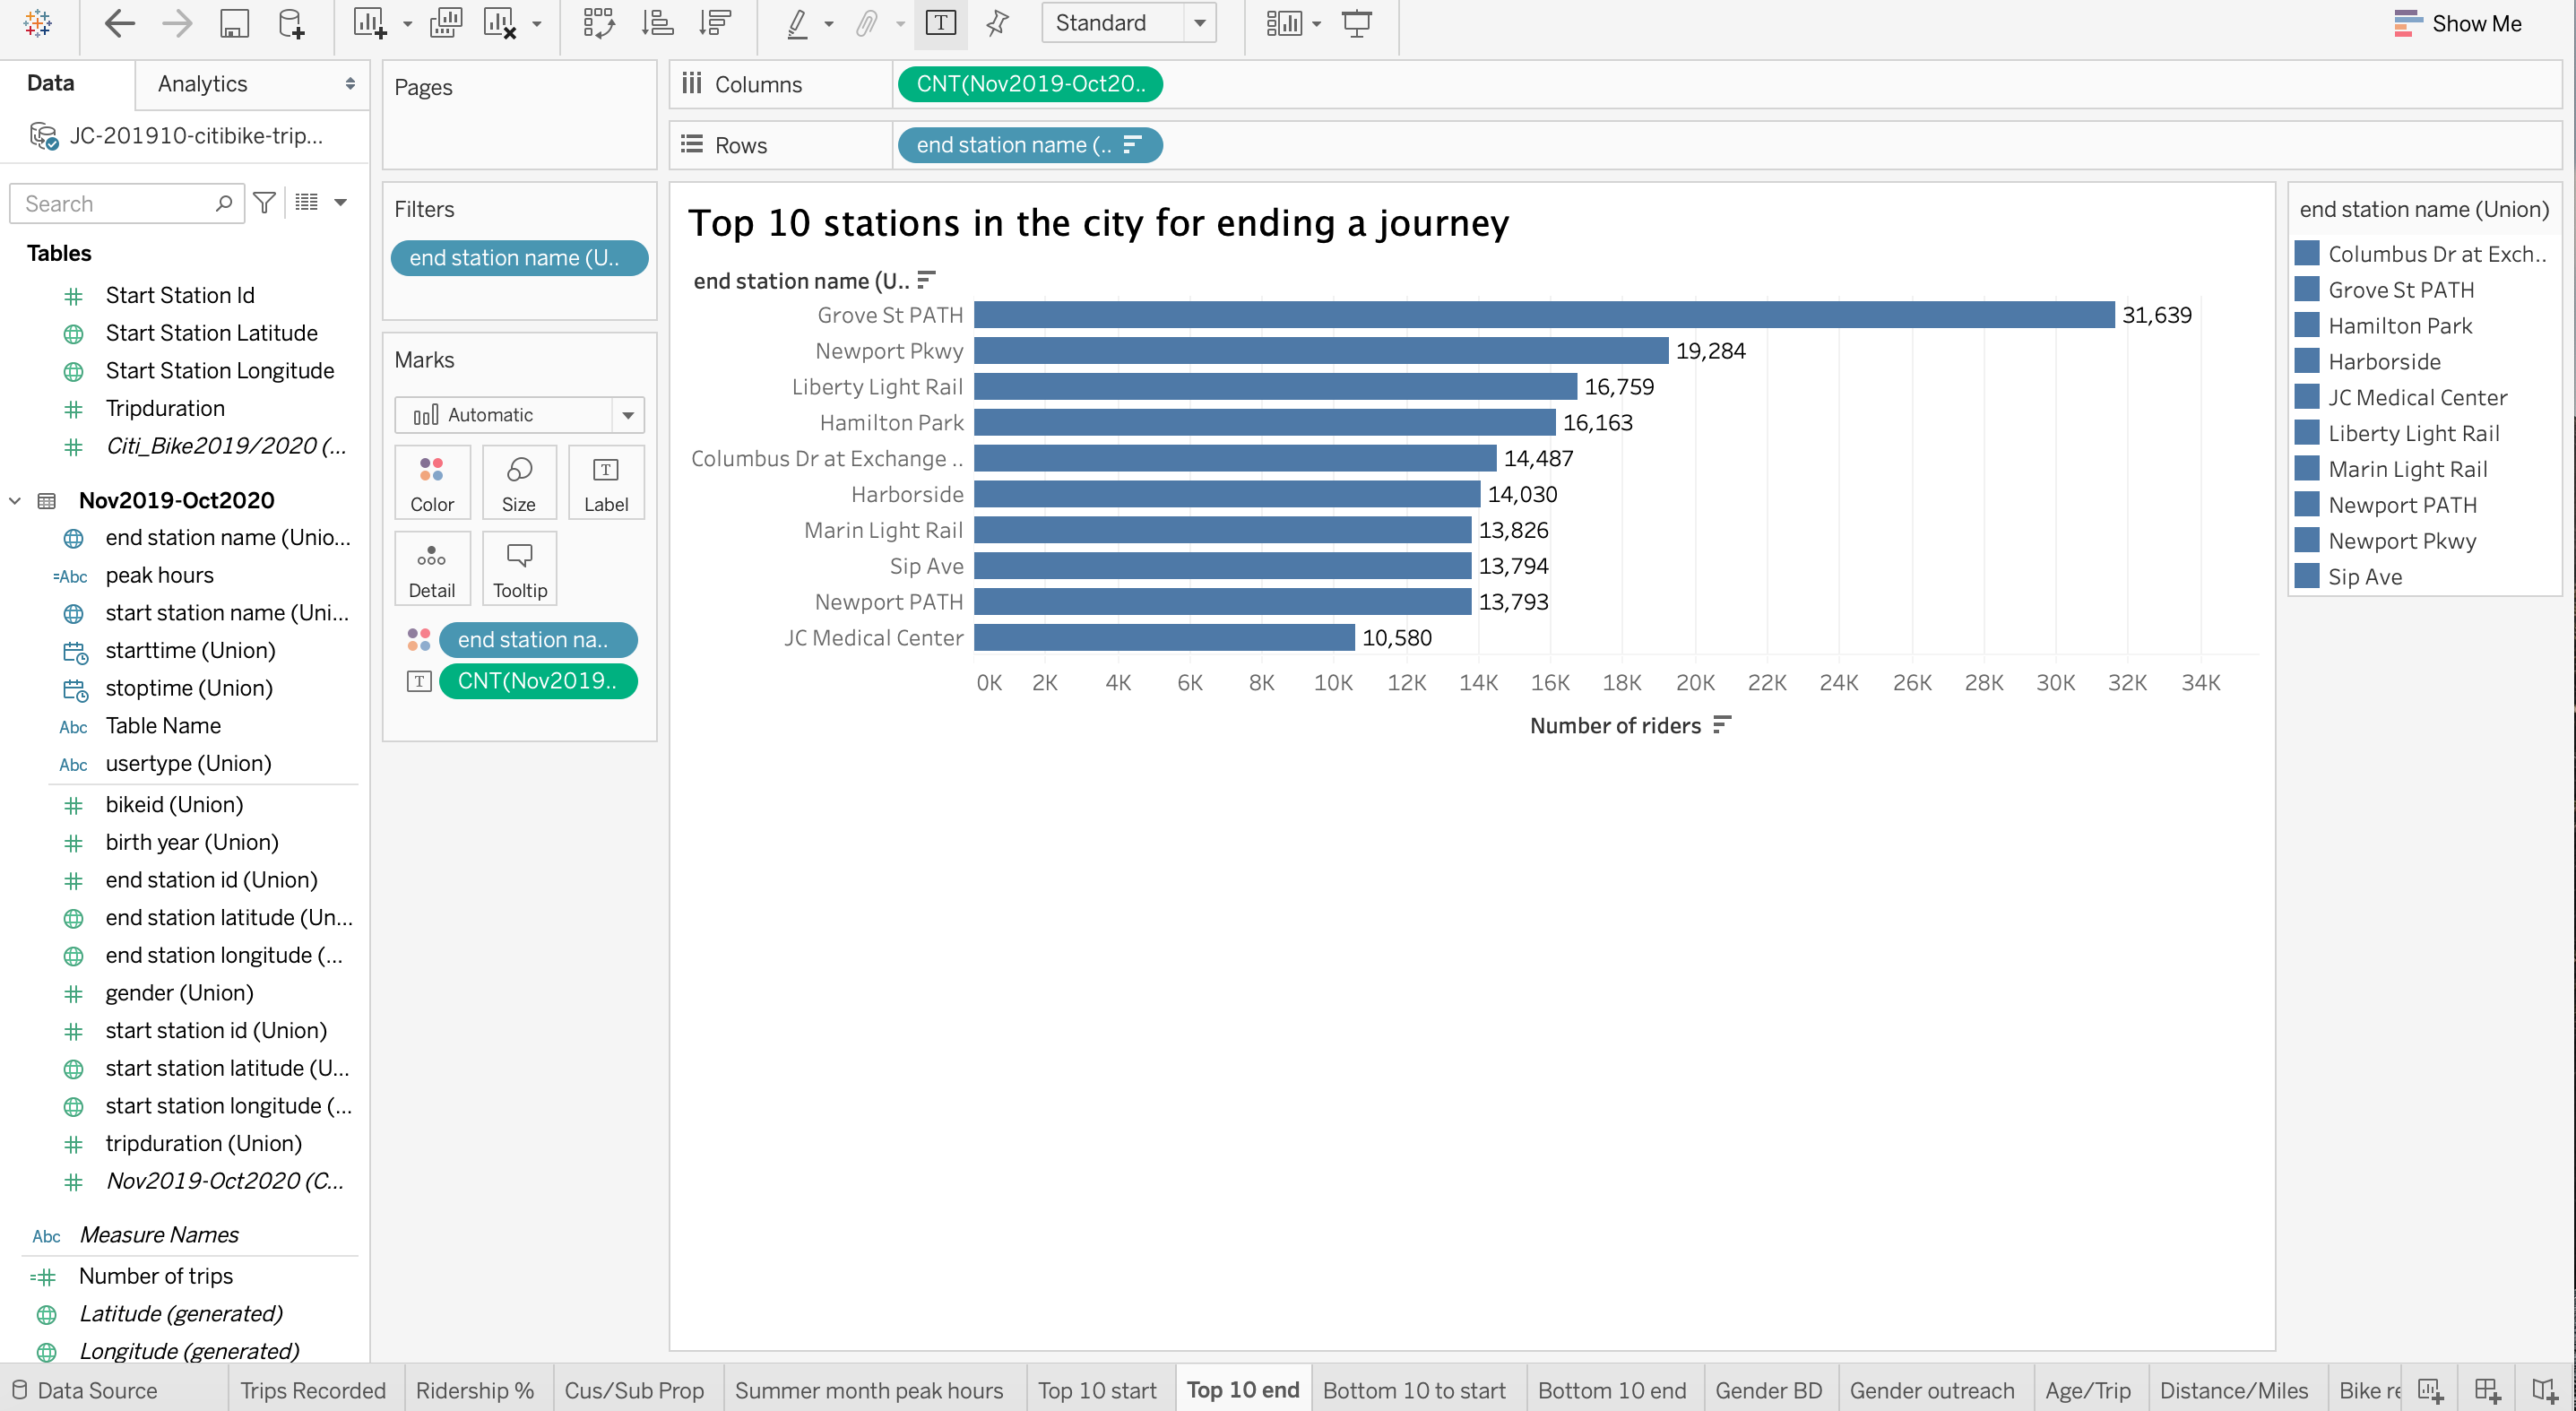 Standard
Show Me
Data
Analytics
JC-201910-citibike-trip...
Search
Tables
# Start Station Id
Start Station Latitude
Start Station Longitude
# Tripduration
# Citi_Bike2019/2020 (...
Nov2019-Oct2020
end station name (Unio...
=Abc peak hours
start station name (Uni...
starttime (Union)
stoptime (Union)
Abc Table Name
Abc usertype (Union)
# bikeid (Union)
# birth year (Union)
# end station id (Union)
end station latitude (Un...
end station longitude (...
# gender (Union)
# start station id (Union)
start station latitude (U...
start station longitude (...
# tripduration (Union)
# Nov2019-Oct2020 (C...
Abc Measure Names
=# Number of trips
Latitude (generated)
Longitude (generated)
Pages
Filters
end station name (U..
Marks
Automatic
Color
Size
Label
Detail
Tooltip
end station na..
CNT(Nov2019..
Columns
CNT(Nov2019-Oct20..
Rows
end station name (..
Top 10 stations in the city for ending a journey
end station name (U..
Grove St PATH 31,639
Newport Pkwy 19,284
Liberty Light Rail 16,759
Hamilton Park 16,163
Columbus Dr at Exchange .. 14,487
Harborside 14,030
Marin Light Rail 13,826
Sip Ave 13,794
Newport PATH 13,793
JC Medical Center 10,580
0K 2K 4K 6K 8K 10K 12K 14K 16K 18K 20K 22K 24K 26K 28K 30K 32K 34K
Number of riders
end station name (Union)
Columbus Dr at Exch..
Grove St PATH
Hamilton Park
Harborside
JC Medical Center
Liberty Light Rail
Marin Light Rail
Newport PATH
Newport Pkwy
Sip Ave
Data Source
Trips Recorded
Ridership %
Cus/Sub Prop
Summer month peak hours
Top 10 start
Top 10 end
Bottom 10 to start
Bottom 10 end
Gender BD
Gender outreach
Age/Trip
Distance/Miles
Bike